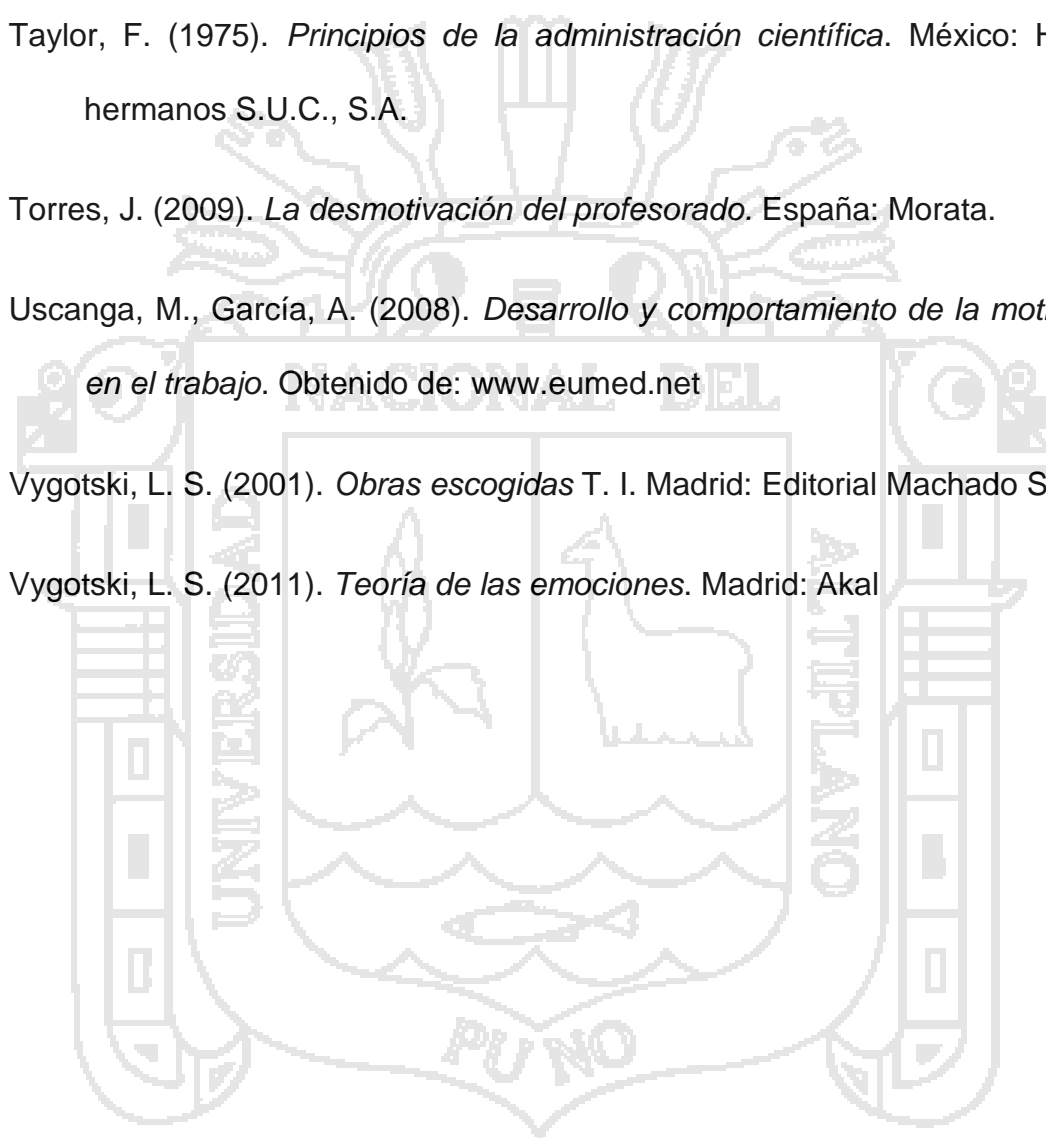 Taylor, F. (1975). Principios de la administración científica. México: H
hermanos S.U.C., S.A.
Torres, J. (2009). La desmotivación del profesorado. España: Morata.
Uscanga, M., García, A. (2008). Desarrollo y comportamiento de la mot
en el trabajo. Obtenido de: www.eumed.net
Vygotski, L. S. (2001). Obras escogidas T. I. Madrid: Editorial Machado S
Vygotski, L. S. (2011). Teoría de las emociones. Madrid: Akal
UNIVERSIDAD
NACIONAL DEL
ALTIPLANO
PUNO